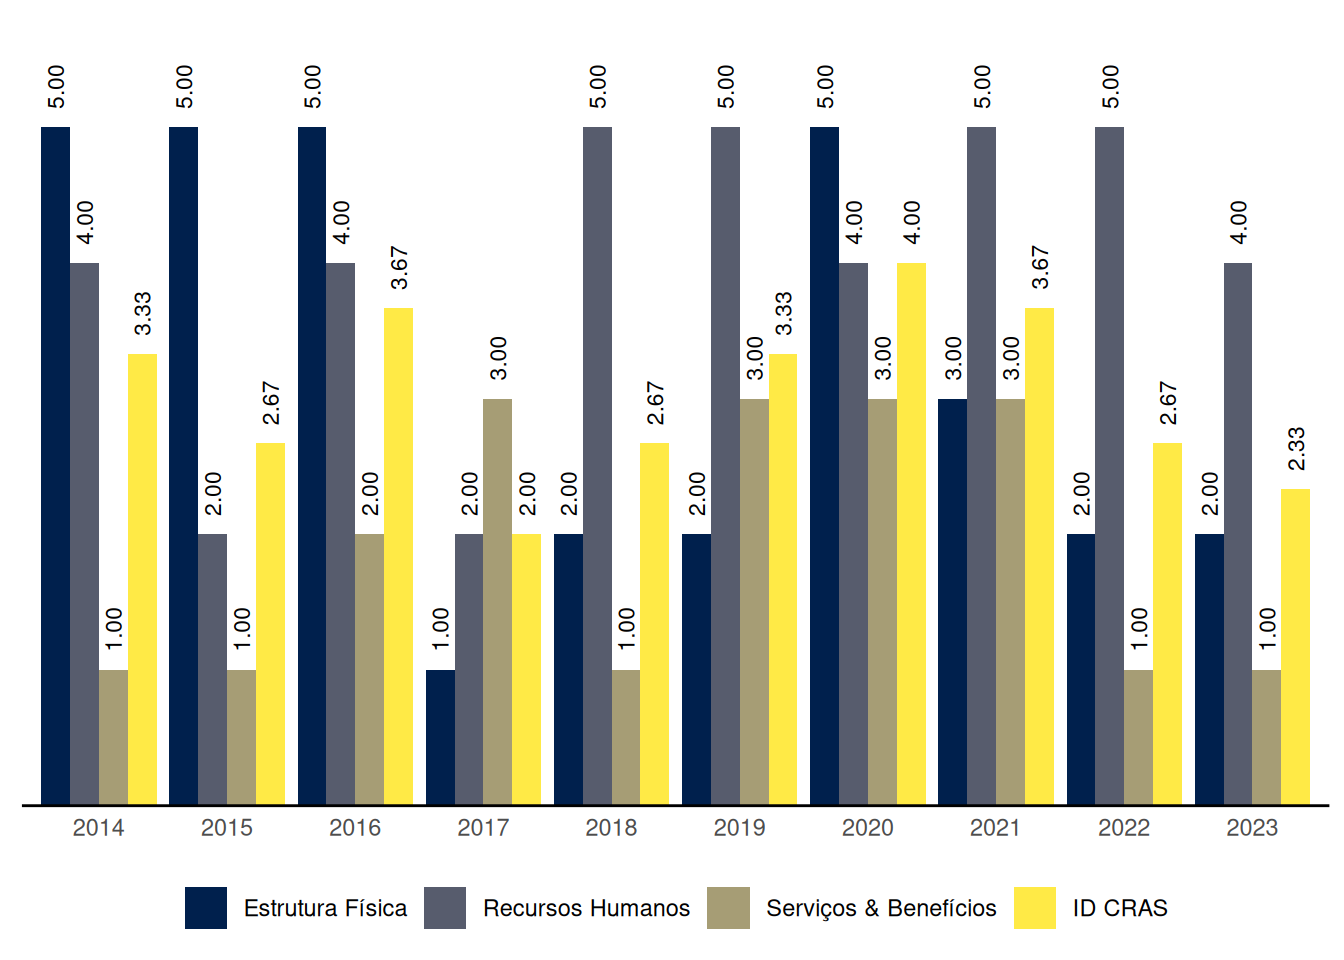 5.00 4.00 1.00 3.33 5.00 2.00 1.00 2.67 5.00 4.00 2.00 3.67 1.00 2.00 3.00 2.00 2.00 5.00 1.00 2.67 2.00 5.00 3.00 3.33 5.00 4.00 3.00 4.00 3.00 5.00 3.00 3.67 2.00 5.00 1.00 2.67 2.00 4.00 1.00 2.33
2014 2015 2016 2017 2018 2019 2020 2021 2022 2023
Estrutura Física Recursos Humanos Serviços & Benefícios ID CRAS